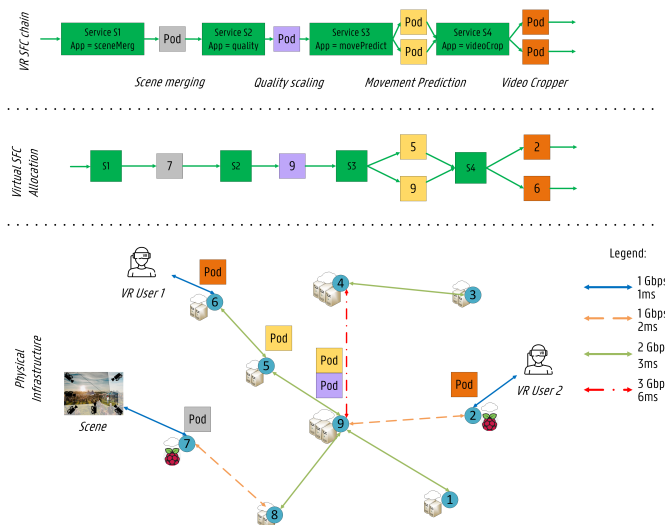 VR SFC chain
Service S1
App = sceneMerg
Pod
Service S2
App = quality
Pod
Service S3
App = movePredict
Pod
Pod
Service S4
App = videoCrop
Pod
Pod
Scene merging
Quality scaling
Movement Prediction
Video Cropper
Virtual SFC
Allocation
S1
7
S2
9
S3
5
9
S4
2
6
Physical
Infrastructure
VR User 1
Pod
6
4
3
Pod
5
Pod
Pod
Scene
Pod
7
9
Pod
2
VR User 2
8
1
Legend:
1 Gbps
1ms
1 Gbps
2ms
2 Gbp
3ms
3 Gbp
6ms